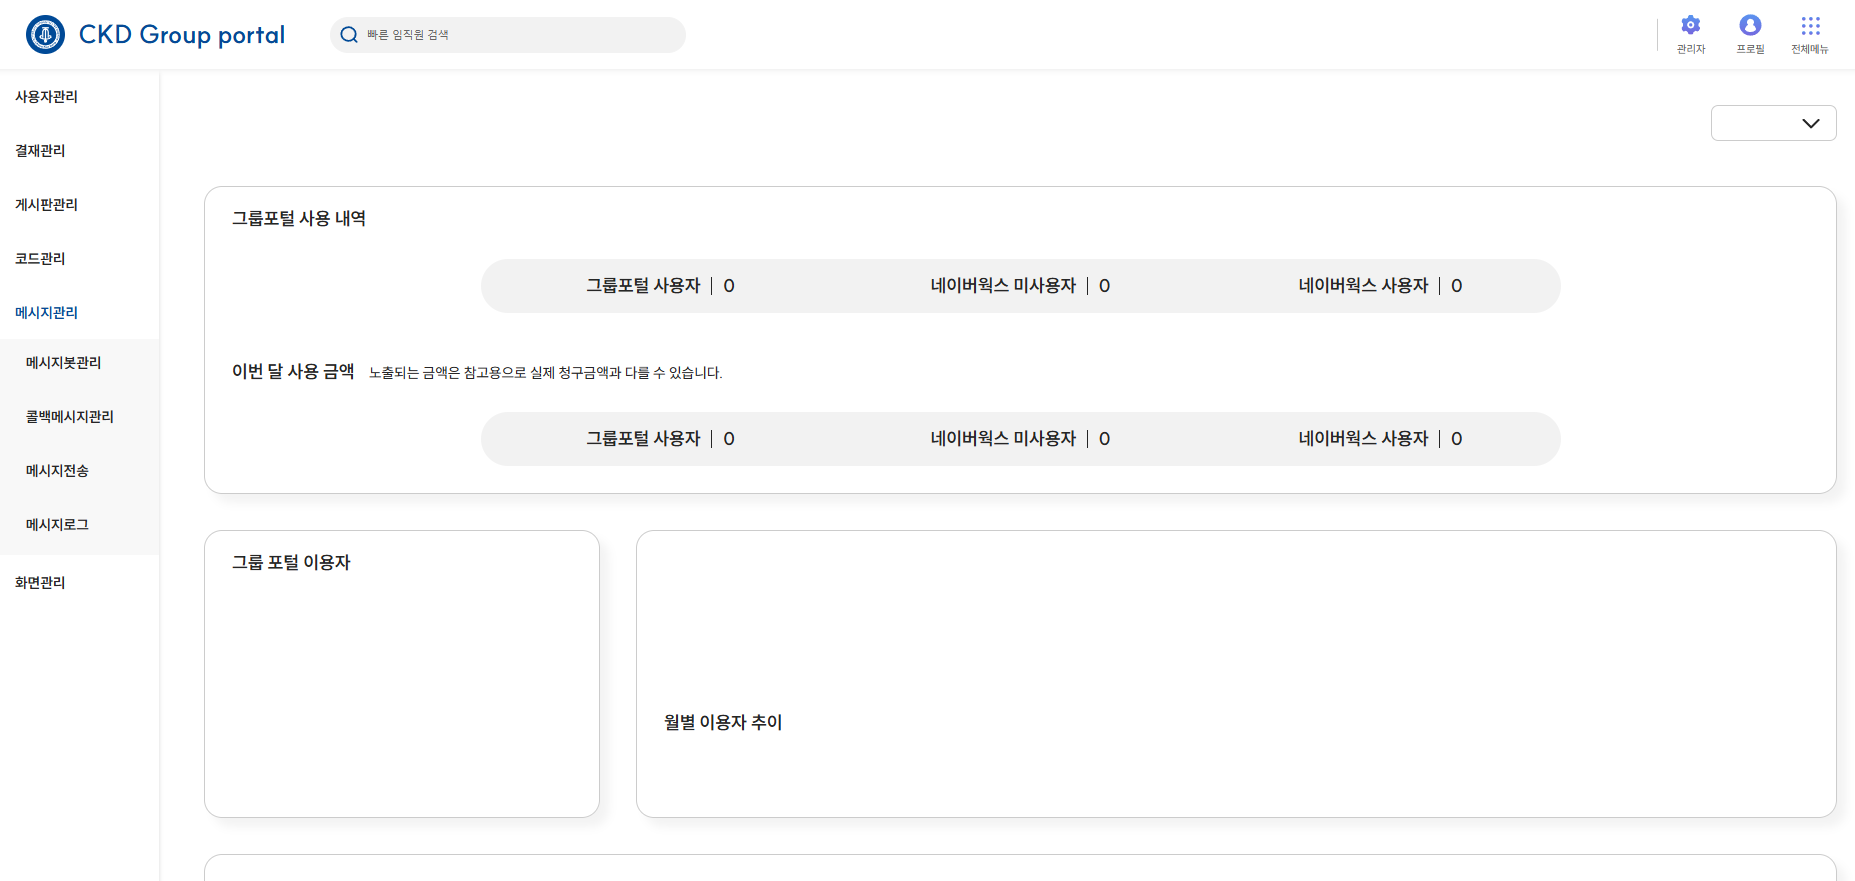 CKD Group portal
빠른 임직원 검색
관리자
프로필
전체메뉴
사용자관리
결재관리
게시판관리
코드관리
메시지관리
메시지봇관리
콜백메시지관리
메시지전송
메시지로그
화면관리
그룹포털 사용 내역
그룹포털 사용자 | 0
네이버웍스 미사용자 | 0
네이버웍스 사용자 | 0
이번 달 사용 금액 노출되는 금액은 참고용으로 실제 청구금액과 다를 수 있습니다.
그룹포털 사용자 | 0
네이버웍스 미사용자 | 0
네이버웍스 사용자 | 0
그룹 포털 이용자
월별 이용자 추이